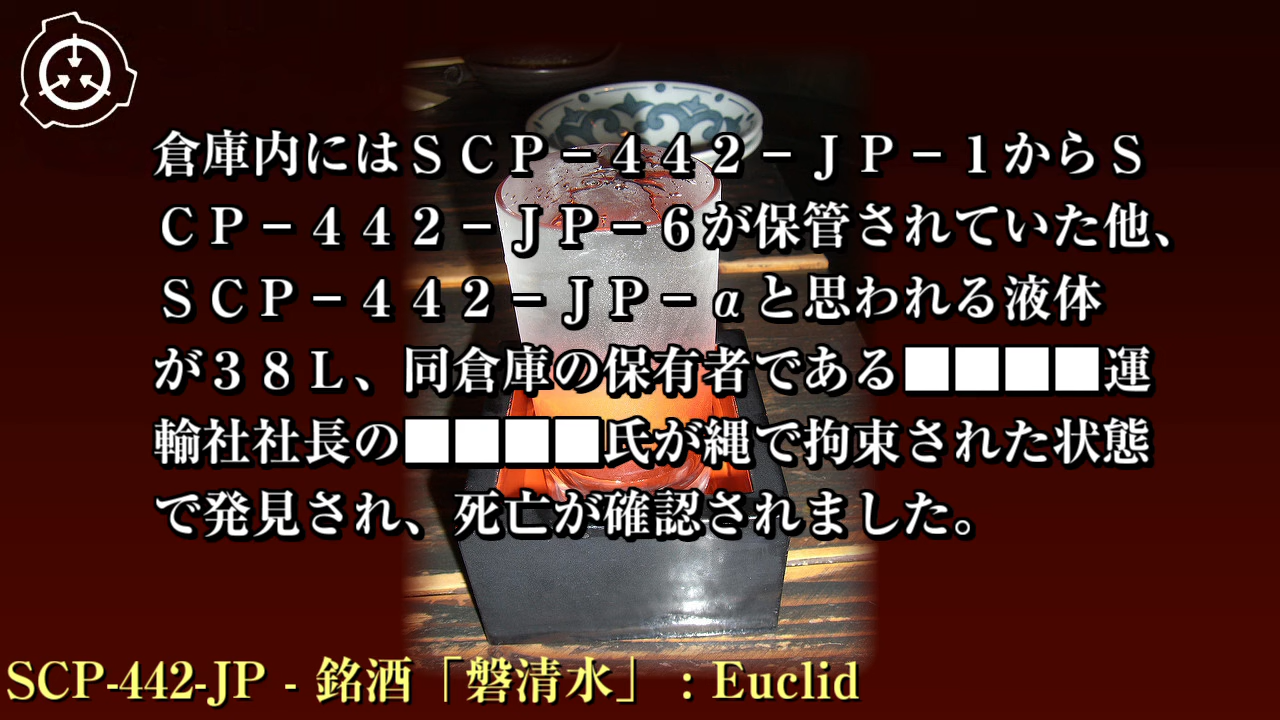 倉庫内にはＳＣＰ－４４２－ＪＰ－１からＳ
ＣＰ－４４２－ＪＰ－６が保管されていた他、
ＳＣＰ－４４２－ＪＰ－αと思われる液体
が３８Ｌ、同倉庫の保有者である■■■■運
輸社社長の■■■■氏が縄で拘束された状態
で発見され、死亡が確認されました。
SCP-442-JP - 銘酒「磐清水」 : Euclid